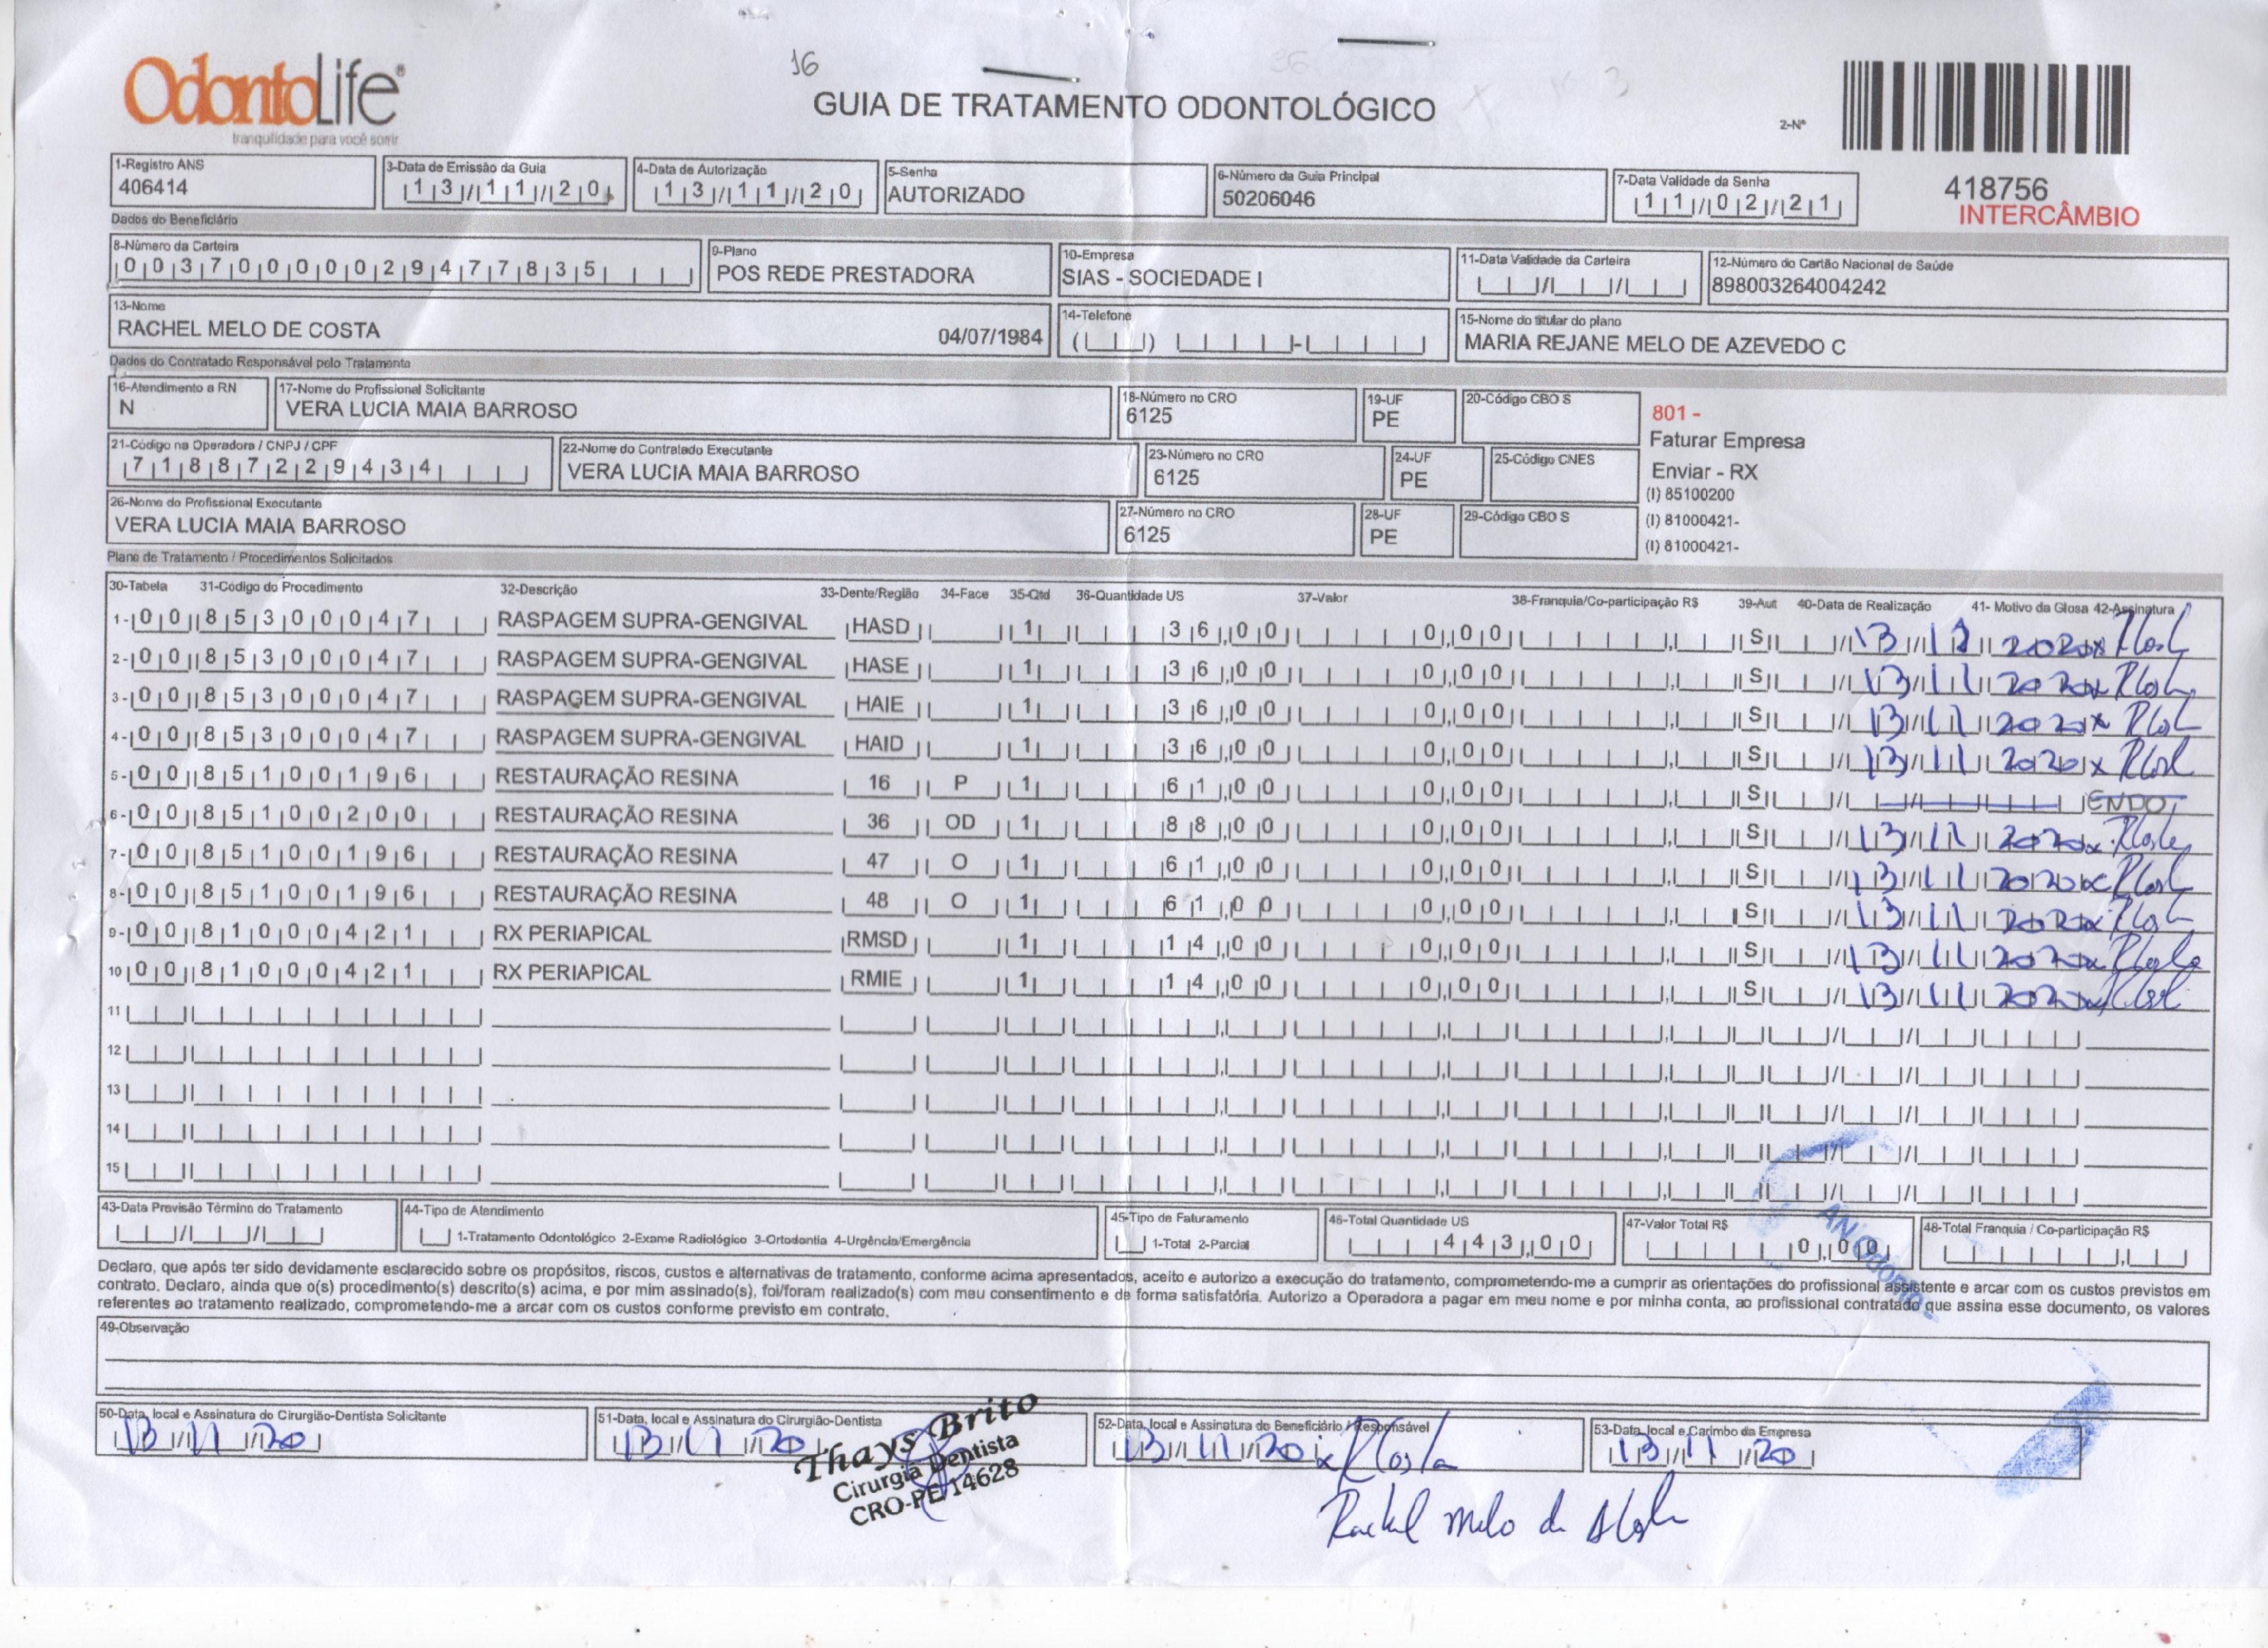 16
OdontoLife®
tranquilidade para você sorrir
GUIA DE TRATAMENTO ODONTOLÓGICO
2-Nº
418756
INTERCÂMBIO
1-Registro ANS
406414
3-Data de Emissão da Guia
13/11/20
4-Data de Autorização
13/11/20
5-Senha
AUTORIZADO
6-Número da Guia Principal
50206046
7-Data Validade da Senha
11/02/21
Dados do Beneficiário
8-Número da Carteira
00370000029477835
9-Plano
POS REDE PRESTADORA
10-Empresa
SIAS - SOCIEDADE I
11-Data Validade da Carteira
12-Número do Cartão Nacional de Saúde
898003264004242
13-Nome
RACHEL MELO DE COSTA 04/07/1984
14-Telefone
15-Nome do titular do plano
MARIA REJANE MELO DE AZEVEDO C
Dados do Contratado Responsável pelo Tratamento
16-Atendimento a RN
N
17-Nome do Profissional Solicitante
VERA LUCIA MAIA BARROSO
18-Número no CRO
6125
19-UF
PE
20-Código CBO S
801 -
Faturar Empresa
Enviar - RX
(I) 85100200
(I) 81000421-
(I) 81000421-
21-Código na Operadora / CNPJ / CPF
71887229434
22-Nome do Contratado Executante
VERA LUCIA MAIA BARROSO
23-Número no CRO
6125
24-UF
PE
25-Código CNES
26-Nome do Profissional Executante
VERA LUCIA MAIA BARROSO
27-Número no CRO
6125
28-UF
PE
29-Código CBO S
Plano de Tratamento / Procedimentos Solicitados
30-Tabela 31-Código do Procedimento 32-Descrição 33-Dente/Região 34-Face 35-Qtd 36-Quantidade US 37-Valor 38-Franquia/Co-participação R$ 39-Aut 40-Data de Realização 41- Motivo da Glosa 42-Assinatura
1- 00 85300047 RASPAGEM SUPRA-GENGIVAL HASD 1 36,00 0,00 S 13/11/2020 x RCosta
2- 00 85300047 RASPAGEM SUPRA-GENGIVAL HASE 1 36,00 0,00 S 13/11/2020 x RCosta
3- 00 85300047 RASPAGEM SUPRA-GENGIVAL HAIE 1 36,00 0,00 S 13/11/2020 x RCosta
4- 00 85300047 RASPAGEM SUPRA-GENGIVAL HAID 1 36,00 0,00 S 13/11/2020 x RCosta
5- 00 85100196 RESTAURAÇÃO RESINA 16 P 1 61,00 0,00 S ENDO
6- 00 85100200 RESTAURAÇÃO RESINA 36 OD 1 88,00 0,00 S 13/11/2020 x RCosta
7- 00 85100196 RESTAURAÇÃO RESINA 47 O 1 61,00 0,00 S 13/11/2020 x RCosta
8- 00 85100196 RESTAURAÇÃO RESINA 48 O 1 61,00 0,00 S 13/11/2020 x RCosta
9- 00 81000421 RX PERIAPICAL RMSD 1 14,00 0,00 S 13/11/2020 x RCosta
10 00 81000421 RX PERIAPICAL RMIE 1 14,00 0,00 S 13/11/2020 x RCosta
11
12
13
14
15
43-Data Previsão Término do Tratamento
44-Tipo de Atendimento
1-Tratamento Odontológico 2-Exame Radiológico 3-Ortodontia 4-Urgência/Emergência
45-Tipo de Faturamento
1-Total 2-Parcial
46-Total Quantidade US
443,00
47-Valor Total R$
0,00
48-Total Franquia / Co-participação R$
Declaro, que após ter sido devidamente esclarecido sobre os propósitos, riscos, custos e alternativas de tratamento, conforme acima apresentados, aceito e autorizo a execução do tratamento, comprometendo-me a cumprir as orientações do profissional assistente e arcar com os custos previstos em
contrato. Declaro, ainda que o(s) procedimento(s) descrito(s) acima, e por mim assinado(s), foi/foram realizado(s) com meu consentimento e de forma satisfatória. Autorizo a Operadora a pagar em meu nome e por minha conta, ao profissional contratado que assina esse documento, os valores
referentes ao tratamento realizado, comprometendo-me a arcar com os custos conforme previsto em contrato.
49-Observação
50-Data, local e Assinatura do Cirurgião-Dentista Solicitante
13/11/20
51-Data, local e Assinatura do Cirurgião-Dentista
13/11/20
Thays Brito
Cirurgiã Dentista
CRO-PE 14628
52-Data, local e Assinatura do Beneficiário / Responsável
13/11/20 x RCosta
53-Data, local e Carimbo da Empresa
13/11/20
Rachel Melo de A Costa